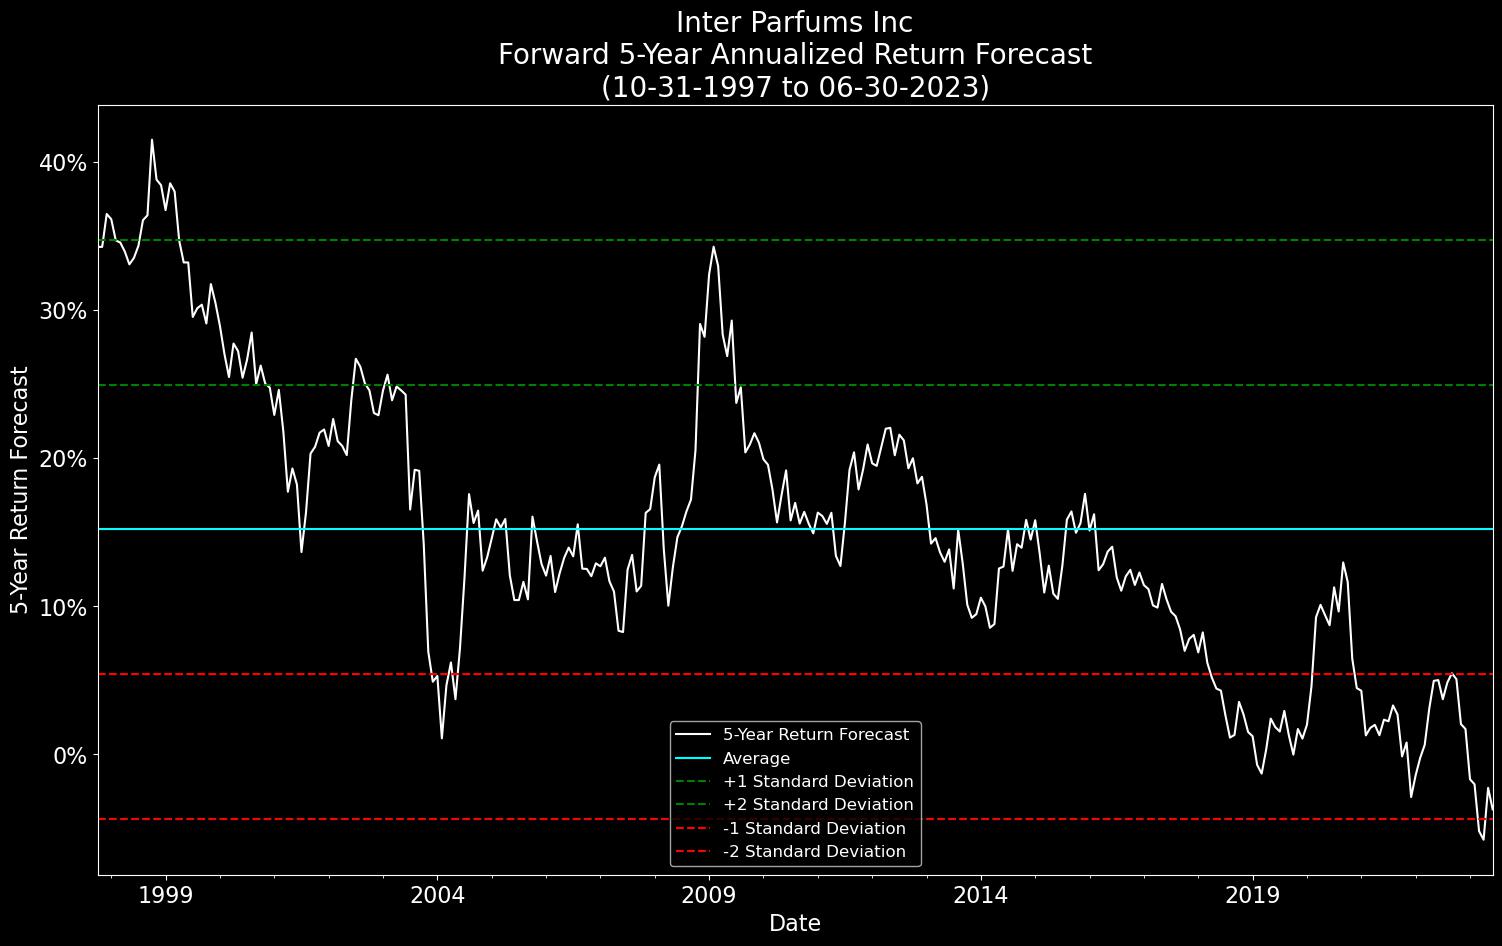 Inter Parfums Inc
Forward 5-Year Annualized Return Forecast
(10-31-1997 to 06-30-2023)
5-Year Return Forecast
40%
30%
20%
10%
0%
5-Year Return Forecast
Average
+1 Standard Deviation
+2 Standard Deviation
-1 Standard Deviation
-2 Standard Deviation
1999 2004 2009 2014 2019
Date